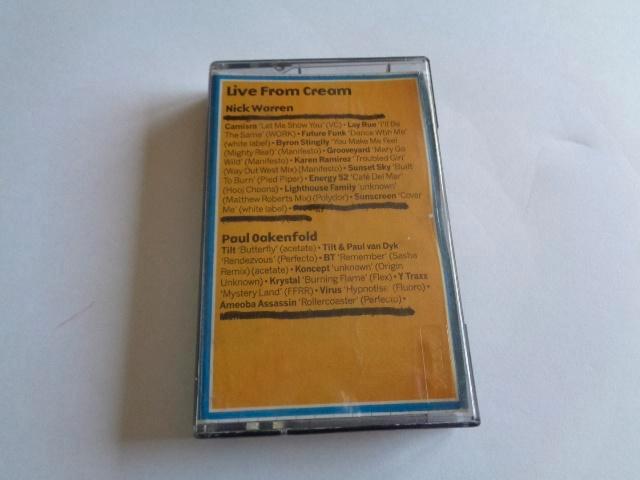 Live From Cream
Nick Warren
Camisra 'Let Me Show You' (VC) • Lay Rue 'I'll Be
The Same' (WORK) • Future Funk 'Dance With Me'
(white label) • Byron Stingily 'You Make Me Feel
(Mighty Real)' (Manifesto) • Grooveyard 'Mary Go
Wild' (Manifesto) • Karen Ramirez 'Troubled Girl'
(Way Out West Mix) (Manifesto) • Sunset Sky 'Built
To Burn' (Pied Piper) • Energy 52 'Café Del Mar'
(Hooj Choons) • Lighthouse Family 'unknown'
(Matthew Roberts Mix) (Polydor) • Sunscreen 'Cover
Me' (white label) •
Paul Oakenfold
Tilt 'Butterfly' (acetate) • Tilt & Paul van Dyk
'Rendezvous' (Perfecto) • BT 'Remember' (Sasha
Remix) (acetate) • Koncept 'unknown' (Origin
Unknown) • Krystal 'Burning Flame' (Flex) • Y Traxx
'Mystery Land' (FFRR) • Virus 'Hypnotise' (Fluoro) •
Ameoba Assassin 'Rollercoaster' (Perfecto) •